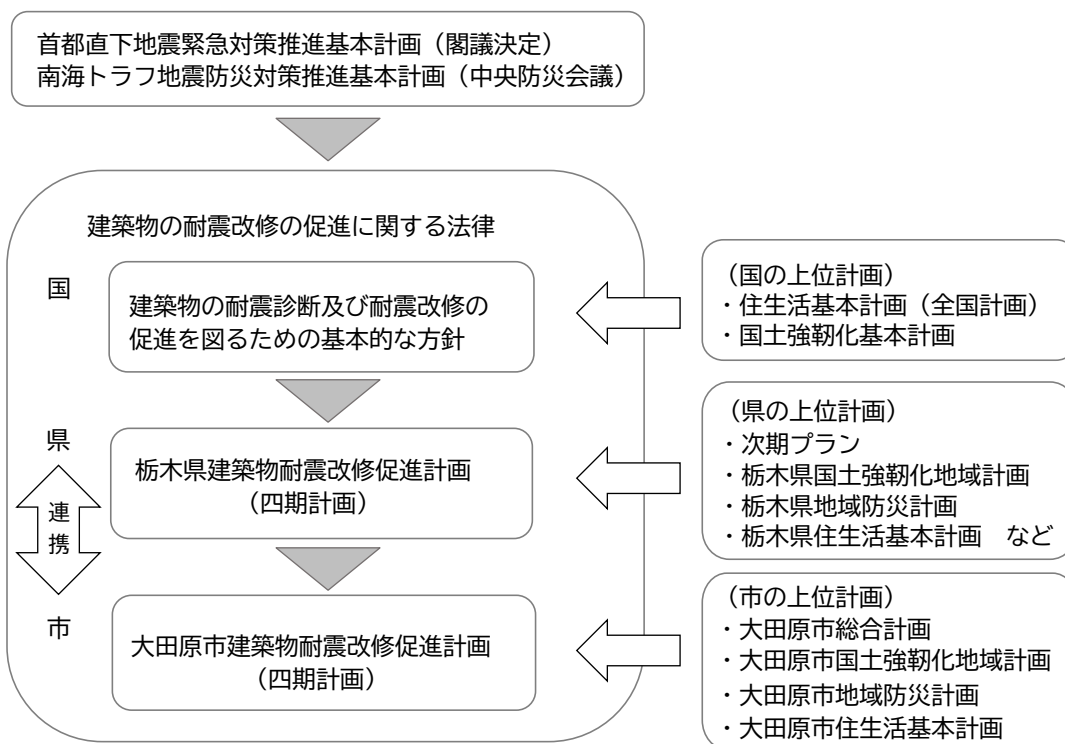 首都直下地震緊急対策推進基本計画（閣議決定）
南海トラフ地震防災対策推進基本計画（中央防災会議）
建築物の耐震改修の促進に関する法律
国
建築物の耐震診断及び耐震改修の
促進を図るための基本的な方針
（国の上位計画）
・住生活基本計画（全国計画）
・国土強靭化基本計画
県
栃木県建築物耐震改修促進計画
（四期計画）
（県の上位計画）
・次期プラン
・栃木県国土強靭化地域計画
・栃木県地域防災計画
・栃木県住生活基本計画　など
連
携
市
大田原市建築物耐震改修促進計画
（四期計画）
（市の上位計画）
・大田原市総合計画
・大田原市国土強靭化地域計画
・大田原市地域防災計画
・大田原市住生活基本計画